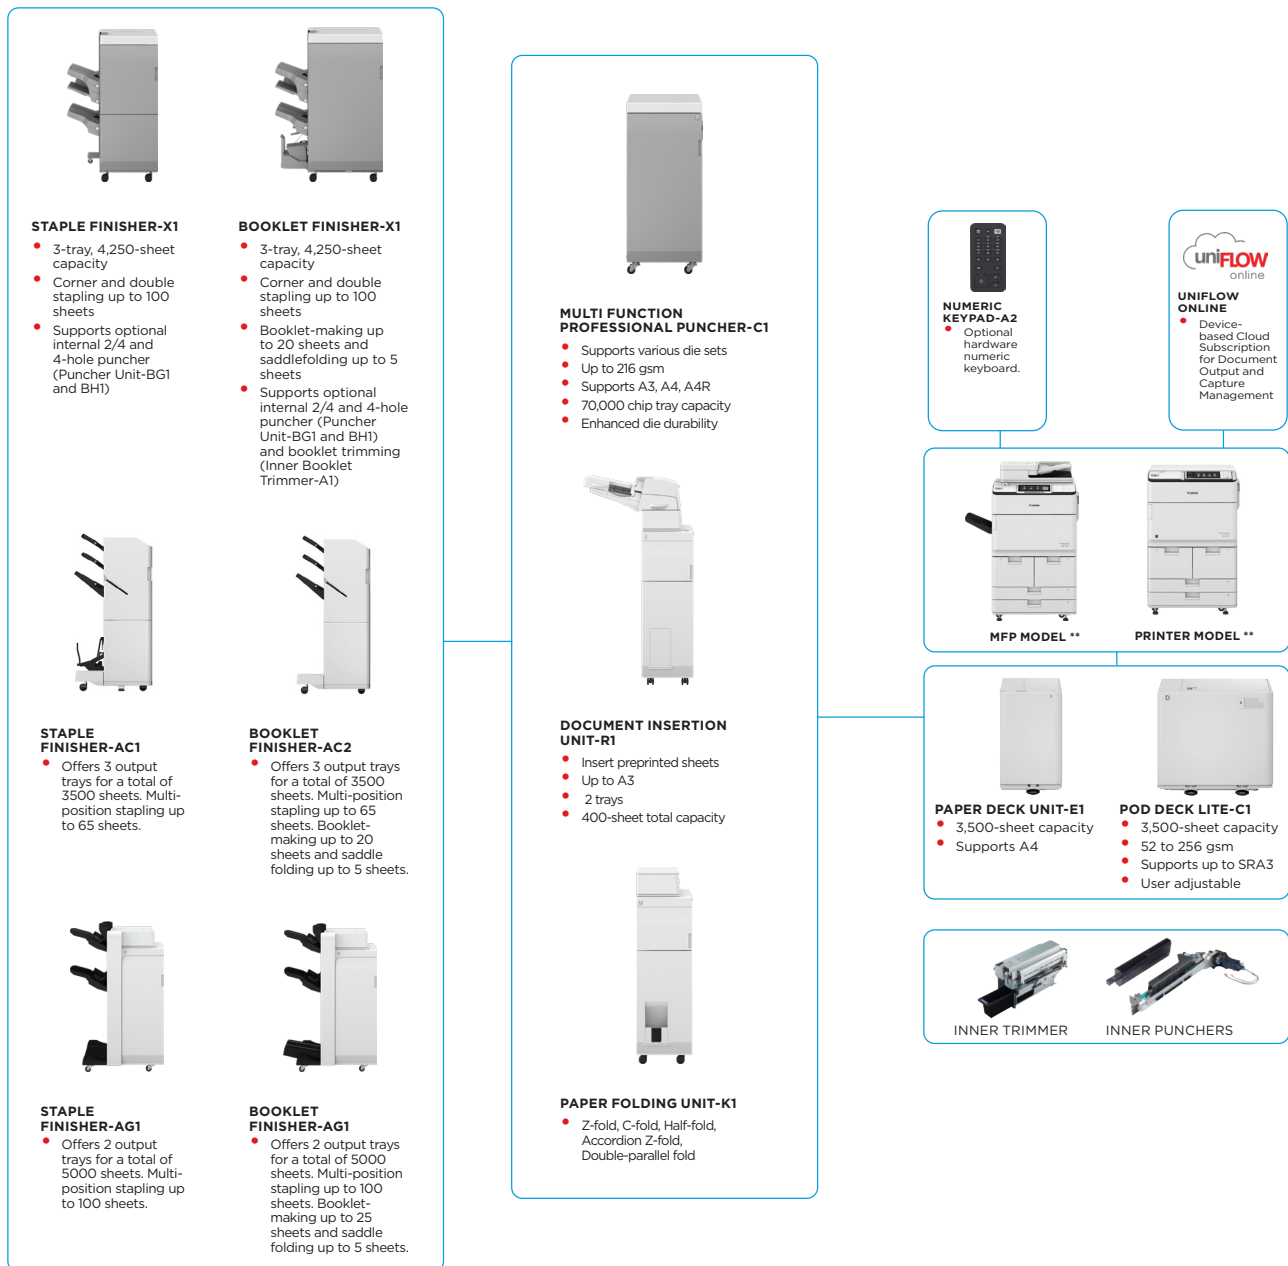 STAPLE FINISHER-X1
3-tray, 4,250-sheet
capacity
Corner and double
stapling up to 100
sheets
Supports optional
internal 2/4 and
4-hole puncher
(Puncher Unit-BG1
and BH1)
BOOKLET FINISHER-X1
3-tray, 4,250-sheet
capacity
Corner and double
stapling up to 100
sheets
Booklet-making up
to 20 sheets and
saddlefolding up to 5
sheets
Supports optional
internal 2/4 and 4-hole
puncher (Puncher
Unit-BG1 and BH1)
and booklet trimming
(Inner Booklet
Trimmer-A1)
STAPLE
FINISHER-AC1
Offers 3 output
trays for a total of
3500 sheets. Multi-
position stapling up
to 65 sheets.
BOOKLET
FINISHER-AC2
Offers 3 output trays
for a total of 3500
sheets. Multi-position
stapling up to 65
sheets. Booklet-
making up to 20
sheets and saddle
folding up to 5 sheets.
STAPLE
FINISHER-AG1
Offers 2 output
trays for a total of
5000 sheets. Multi-
position stapling up
to 100 sheets.
BOOKLET
FINISHER-AG1
Offers 2 output trays
for a total of 5000
sheets. Multi-position
stapling up to 100
sheets. Booklet-
making up to 25
sheets and saddle
folding up to 5 sheets.
MULTI FUNCTION
PROFESSIONAL PUNCHER-C1
Supports various die sets
Up to 216 gsm
Supports A3, A4, A4R
70,000 chip tray capacity
Enhanced die durability
DOCUMENT INSERTION
UNIT-R1
Insert preprinted sheets
Up to A3
2 trays
400-sheet total capacity
PAPER FOLDING UNIT-K1
Z-fold, C-fold, Half-fold,
Accordion Z-fold,
Double-parallel fold
NUMERIC
KEYPAD-A2
Optional
hardware
numeric
keyboard.
uniFLOW
online
UNIFLOW
ONLINE
Device-
based Cloud
Subscription
for Document
Output and
Capture
Management
Canon
MFP MODEL **
Canon
PRINTER MODEL **
PAPER DECK UNIT-E1
3,500-sheet capacity
Supports A4
D
POD DECK LITE-C1
3,500-sheet capacity
52 to 256 gsm
Supports up to SRA3
User adjustable
INNER TRIMMER
INNER PUNCHERS